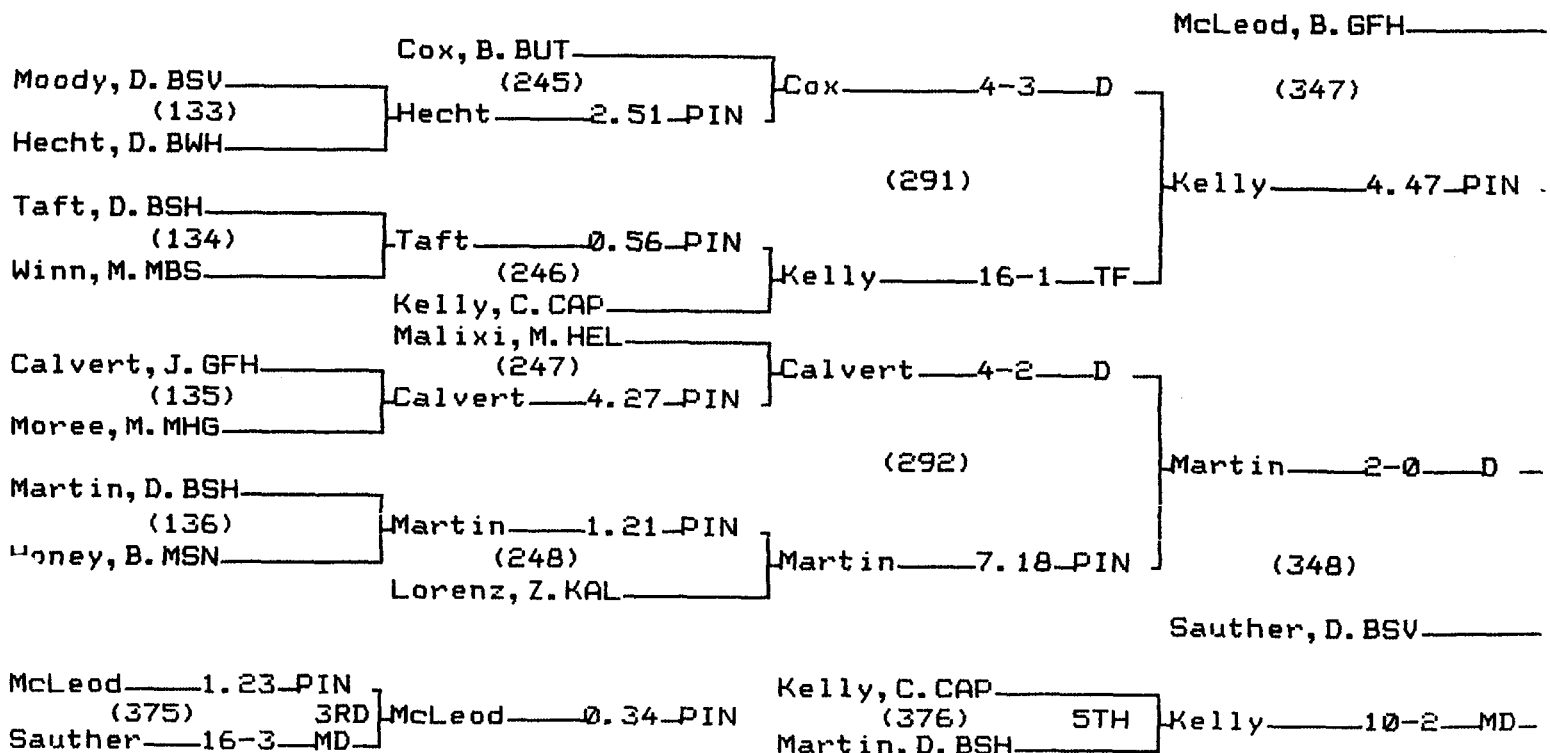 McLeod, B. GFH
Cox, B. BUT
Moody, D. BSV (245) Cox 4-3 D (347)
(133) Hecht 2.51 PIN
Hecht, D. BWH
(291) Kelly 4.47 PIN
Taft, D. BSH
(134) Taft 0.56 PIN
Winn, M. MBS (246) Kelly 16-1 TF
Kelly, C. CAP
Malixi, M. HEL
Calvert, J. GFH (247) Calvert 4-2 D
(135) Calvert 4.27 PIN
Moree, M. MHG
(292) Martin 2-0 D
Martin, D. BSH
(136) Martin 1.21 PIN
B. MSN (248) Martin 7.18 PIN (348)
Lorenz, Z. KAL
Sauther, D. BSV
McLeod 1.23 PIN Kelly, C. CAP
(375) 3RD McLeod 0.34 PIN (376) 5TH Kelly 10-2 MD
Sauther 16-3 MD Martin, D. BSH